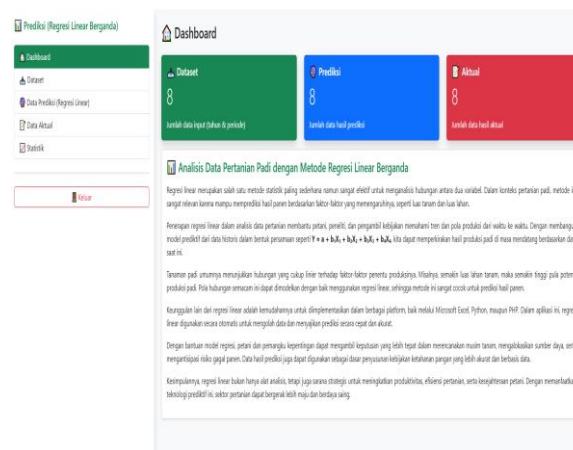 Prediksi (Regresi Linear Berganda)
Dashboard
Dataset
Data Prediksi (Regresi Linear)
Data Aktual
Statistik
Keluar
Dashboard
Dataset
8
Jumlah data input (tahun & periode)
Prediksi
8
Jumlah data hasil prediksi
Aktual
8
Jumlah data hasil aktual
Analisis Data Pertanian Padi dengan Metode Regresi Linear Berganda
Regresi linear merupakan salah satu metode statistik paling sederhana namun sangat efektif untuk menganalisis hubungan antara dua variabel. Dalam konteks pertanian padi, metode i
sangat relevan karena mampu memprediksi hasil panen berdasarkan faktor-faktor yang memengaruhinya, seperti luas tanam dan luas lahan.
Penerapan regresi linear dalam analisis data pertanian membantu petani, peneliti, dan pengambil kebijakan memahami tren dan pola produksi dari waktu ke waktu. Dengan membangu
model prediktif dari data historis dalam bentuk persamaan seperti Y = a + b₁X₁ + b₂X₂ + b₃X₃ + b₄X₄, kita dapat memperkirakan hasil produksi padi di masa mendatang berdasarkan da
saat ini.
Tanaman padi umumnya menunjukkan hubungan yang cukup linier terhadap faktor-faktor penentu produksinya. Misalnya, semakin luas lahan tanam, maka semakin tinggi pula poten
produksi padi. Pola hubungan semacam ini dapat dimodelkan dengan baik menggunakan regresi linear, sehingga metode ini sangat cocok untuk prediksi hasil panen.
Keunggulan lain dari regresi linear adalah kemudahannya untuk diimplementasikan dalam berbagai platform, baik melalui Microsoft Excel, Python, maupun PHP. Dalam aplikasi ini, regre
linear digunakan secara otomatis untuk mengolah data dan menyajikan prediksi secara cepat dan akurat.
Dengan bantuan model regresi, petani dan pemangku kepentingan dapat mengambil keputusan yang lebih tepat dalam merencanakan musim tanam, mengalokasikan sumber daya, sert
mengantisipasi risiko gagal panen. Data hasil prediksi juga dapat digunakan sebagai dasar penyusunan kebijakan ketahanan pangan yang lebih akurat dan berbasis data.
Kesimpulannya, regresi linear bukan hanya alat analisis, tetapi juga sarana strategis untuk meningkatkan produktivitas, efisiensi pertanian, serta kesejahteraan petani. Dengan memanfaatka
teknologi prediktif ini, sektor pertanian dapat bergerak lebih maju dan berdaya saing.